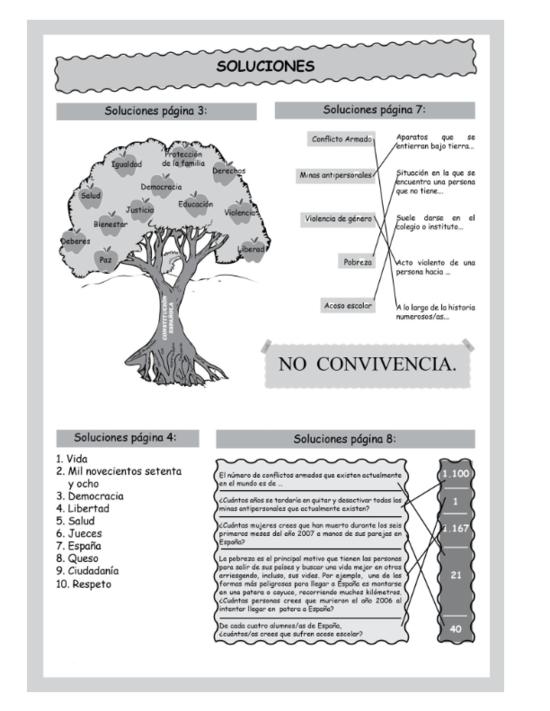 SOLUCIONES
Soluciones página 3:
Igualdad
Protección
de la familia
Derechos
Democracia
Salud
Justicia
Educación
Violencia
Bienestar
Deberes
Paz
Libertad
CONSTITUCIÓN
ESPAÑOLA
Soluciones página 7:
Conflicto Armado
Minas antipersonales
Violencia de género
Pobreza
Acoso escolar
Aparatos que se
entierran bajo tierra...
Situación en la que se
encuentra una persona
que no tiene...
Suele darse en el
colegio o instituto...
Acto violento de una
persona hacia ...
A lo largo de la historia
numerosos/as...
NO CONVIVENCIA.
Soluciones página 4:
1. Vida
2. Mil novecientos setenta
y ocho
3. Democracia
4. Libertad
5. Salud
6. Jueces
7. España
8. Queso
9. Ciudadanía
10. Respeto
Soluciones página 8:
El número de conflictos armados que existen actualmente
en el mundo es de ...
¿Cuántos años se tardaría en quitar y desactivar todas las
minas antipersonales que actualmente existen?
¿Cuántas mujeres crees que han muerto durante los seis
primeros meses del año 2007 a manos de sus parejas en
España?
La pobreza es el principal motivo que tienen las personas
para salir de sus países y buscar una vida mejor en otros
arriesgando, incluso, sus vidas. Por ejemplo, una de las
formas más peligrosas para llegar a España es montarse
en una patera o cayuco, recorriendo muchos kilómetros.
¿Cuántas personas crees que murieron el año 2006 al
intentar llegar en patera a España?
De cada cuatro alumnos/as de España,
¿cuántos/as crees que sufren acoso escolar?
1.100
1
1.167
21
40